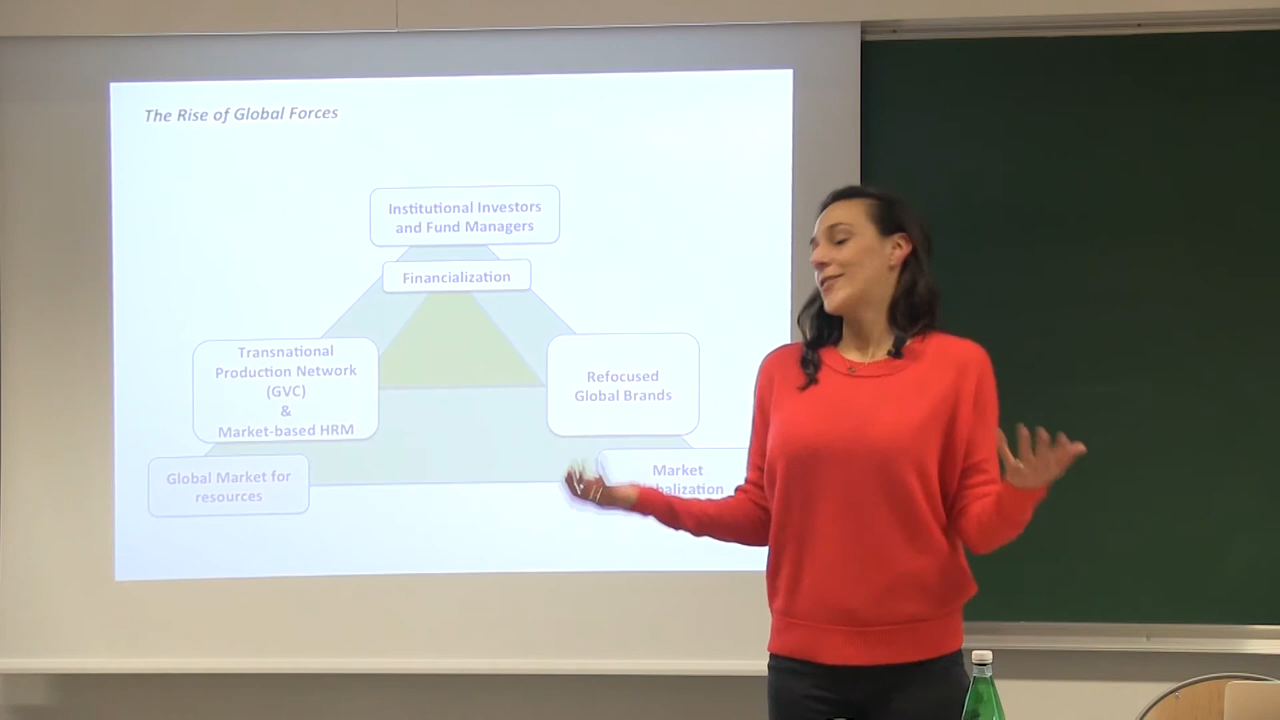 The Rise of Global Forces
Institutional Investors
and Fund Managers
Financialization
Transnational
Production Network
(GVC)
&
Market-based HRM
Refocused
Global Brands
Global Market for
resources
Market